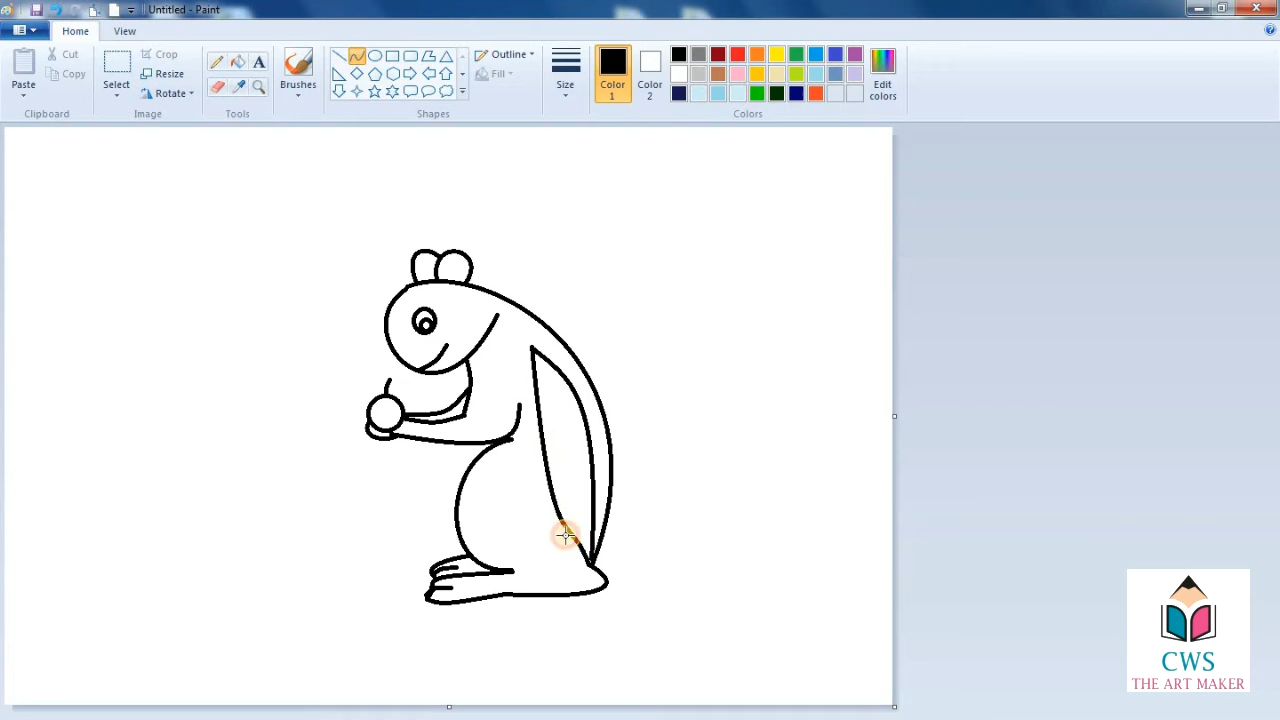 Untitled - Paint
Home
View
Paste
Cut
Copy
Clipboard
Select
Crop
Resize
Rotate
Image
A
Tools
Brushes
Shapes
Outline
Fill
Size
Color
1
Color
2
Edit
colors
Colors
CWS
THE ART MAKER